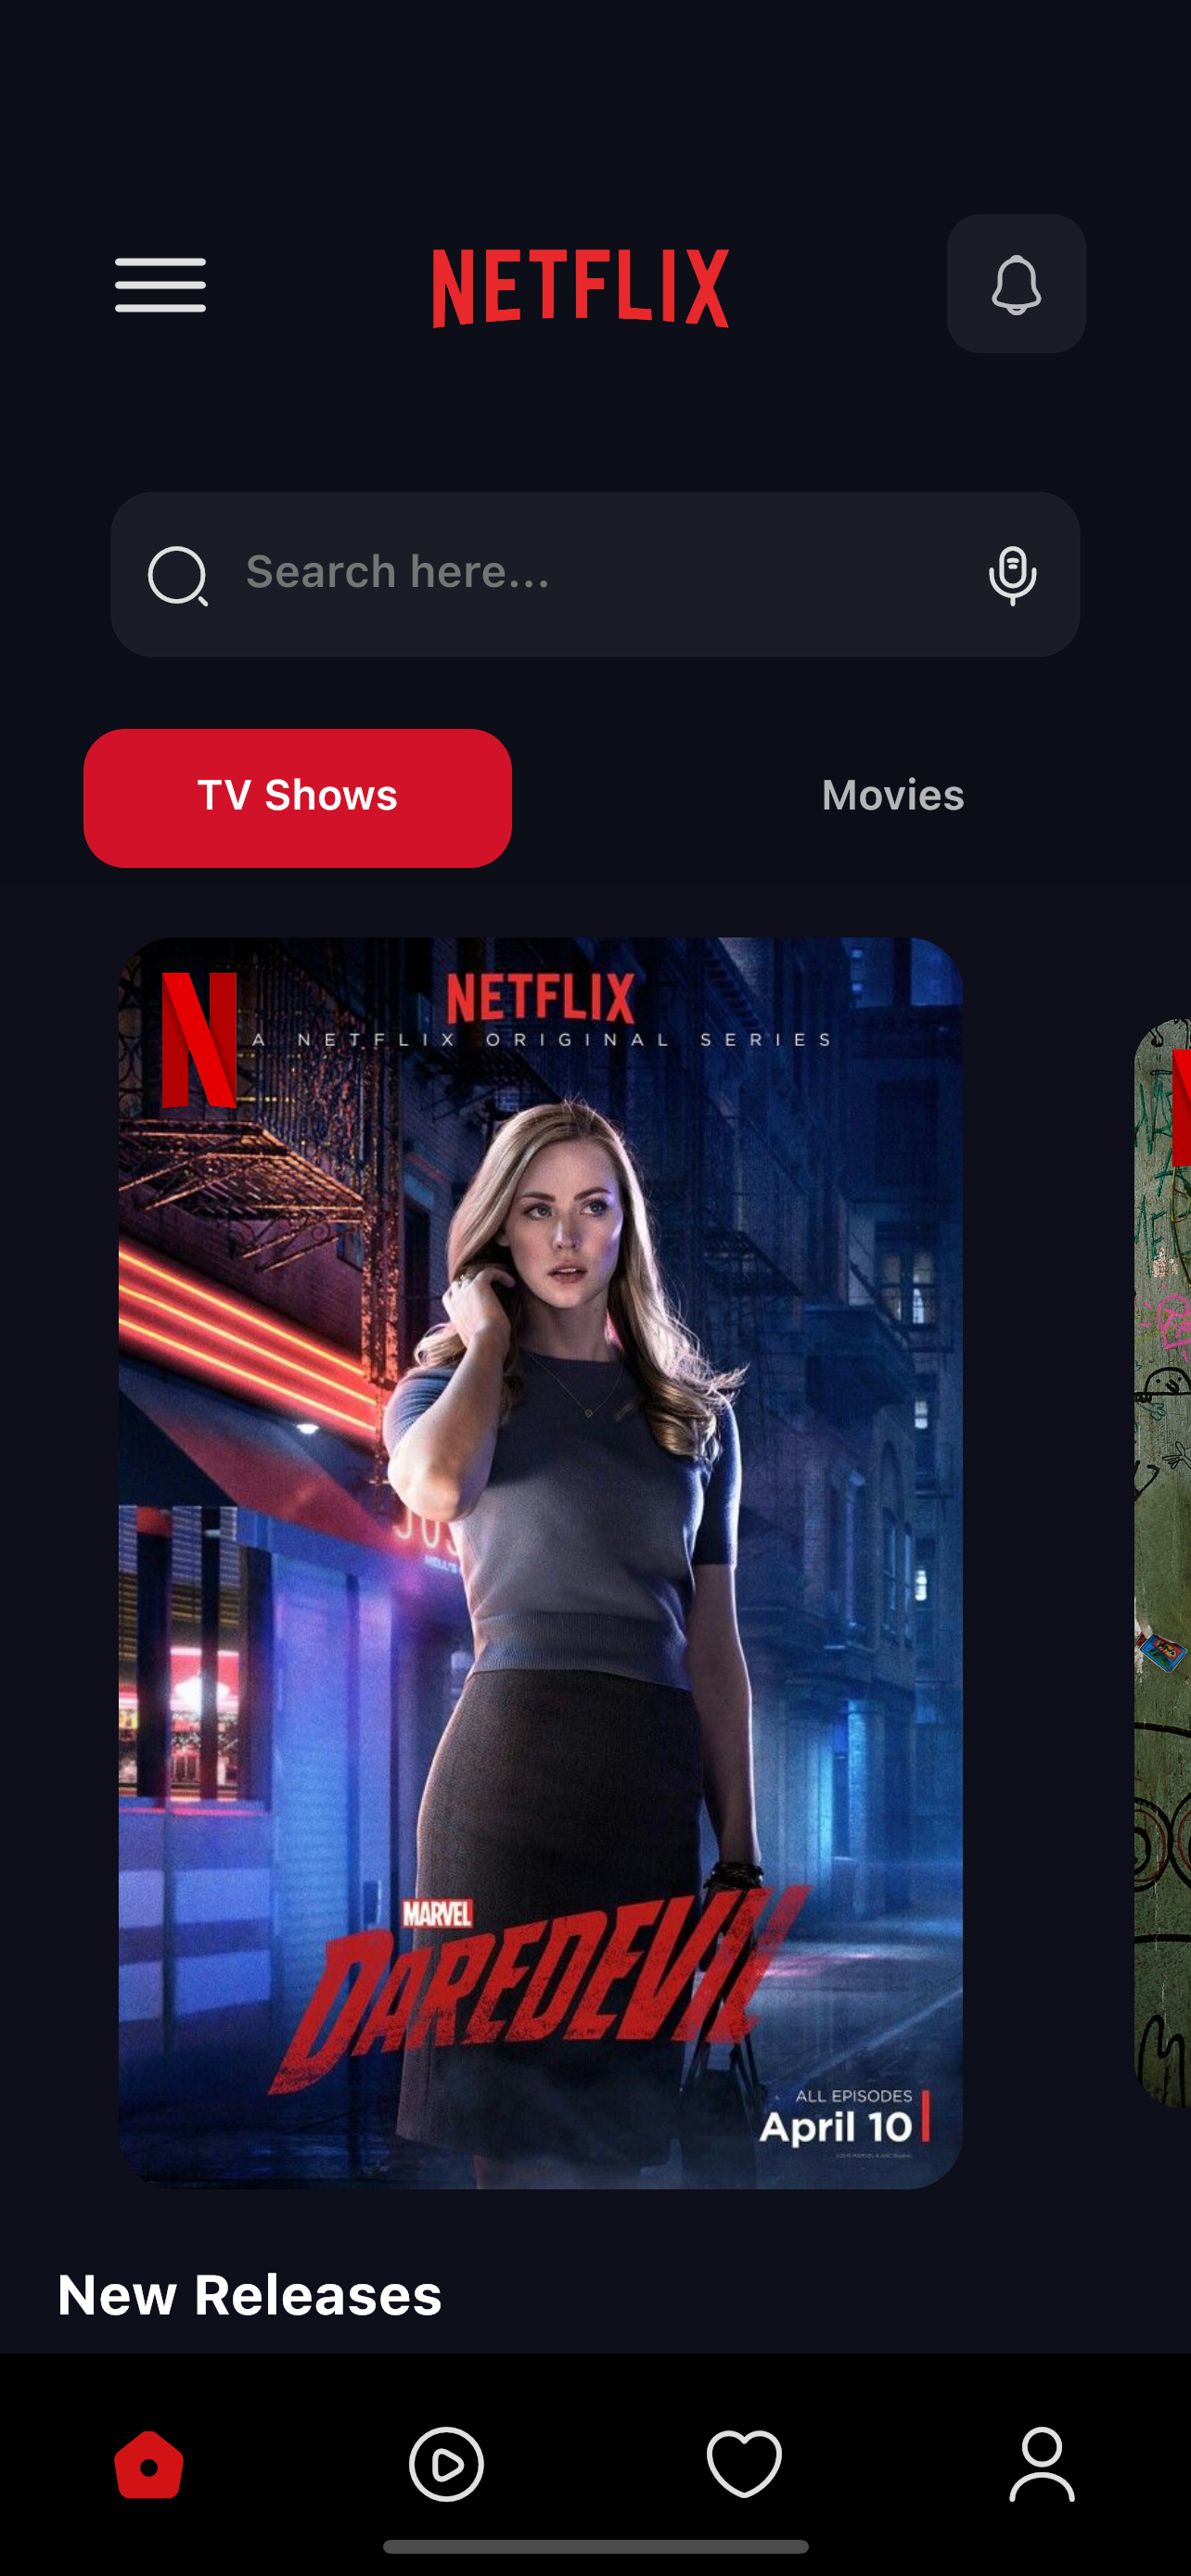 NETFLIX
Search here...
TV Shows
Movies
N
NETFLIX
A NETFLIX ORIGINAL SERIES
MARVEL
DAREDEVIL
ALL EPISODES
April 10
New Releases